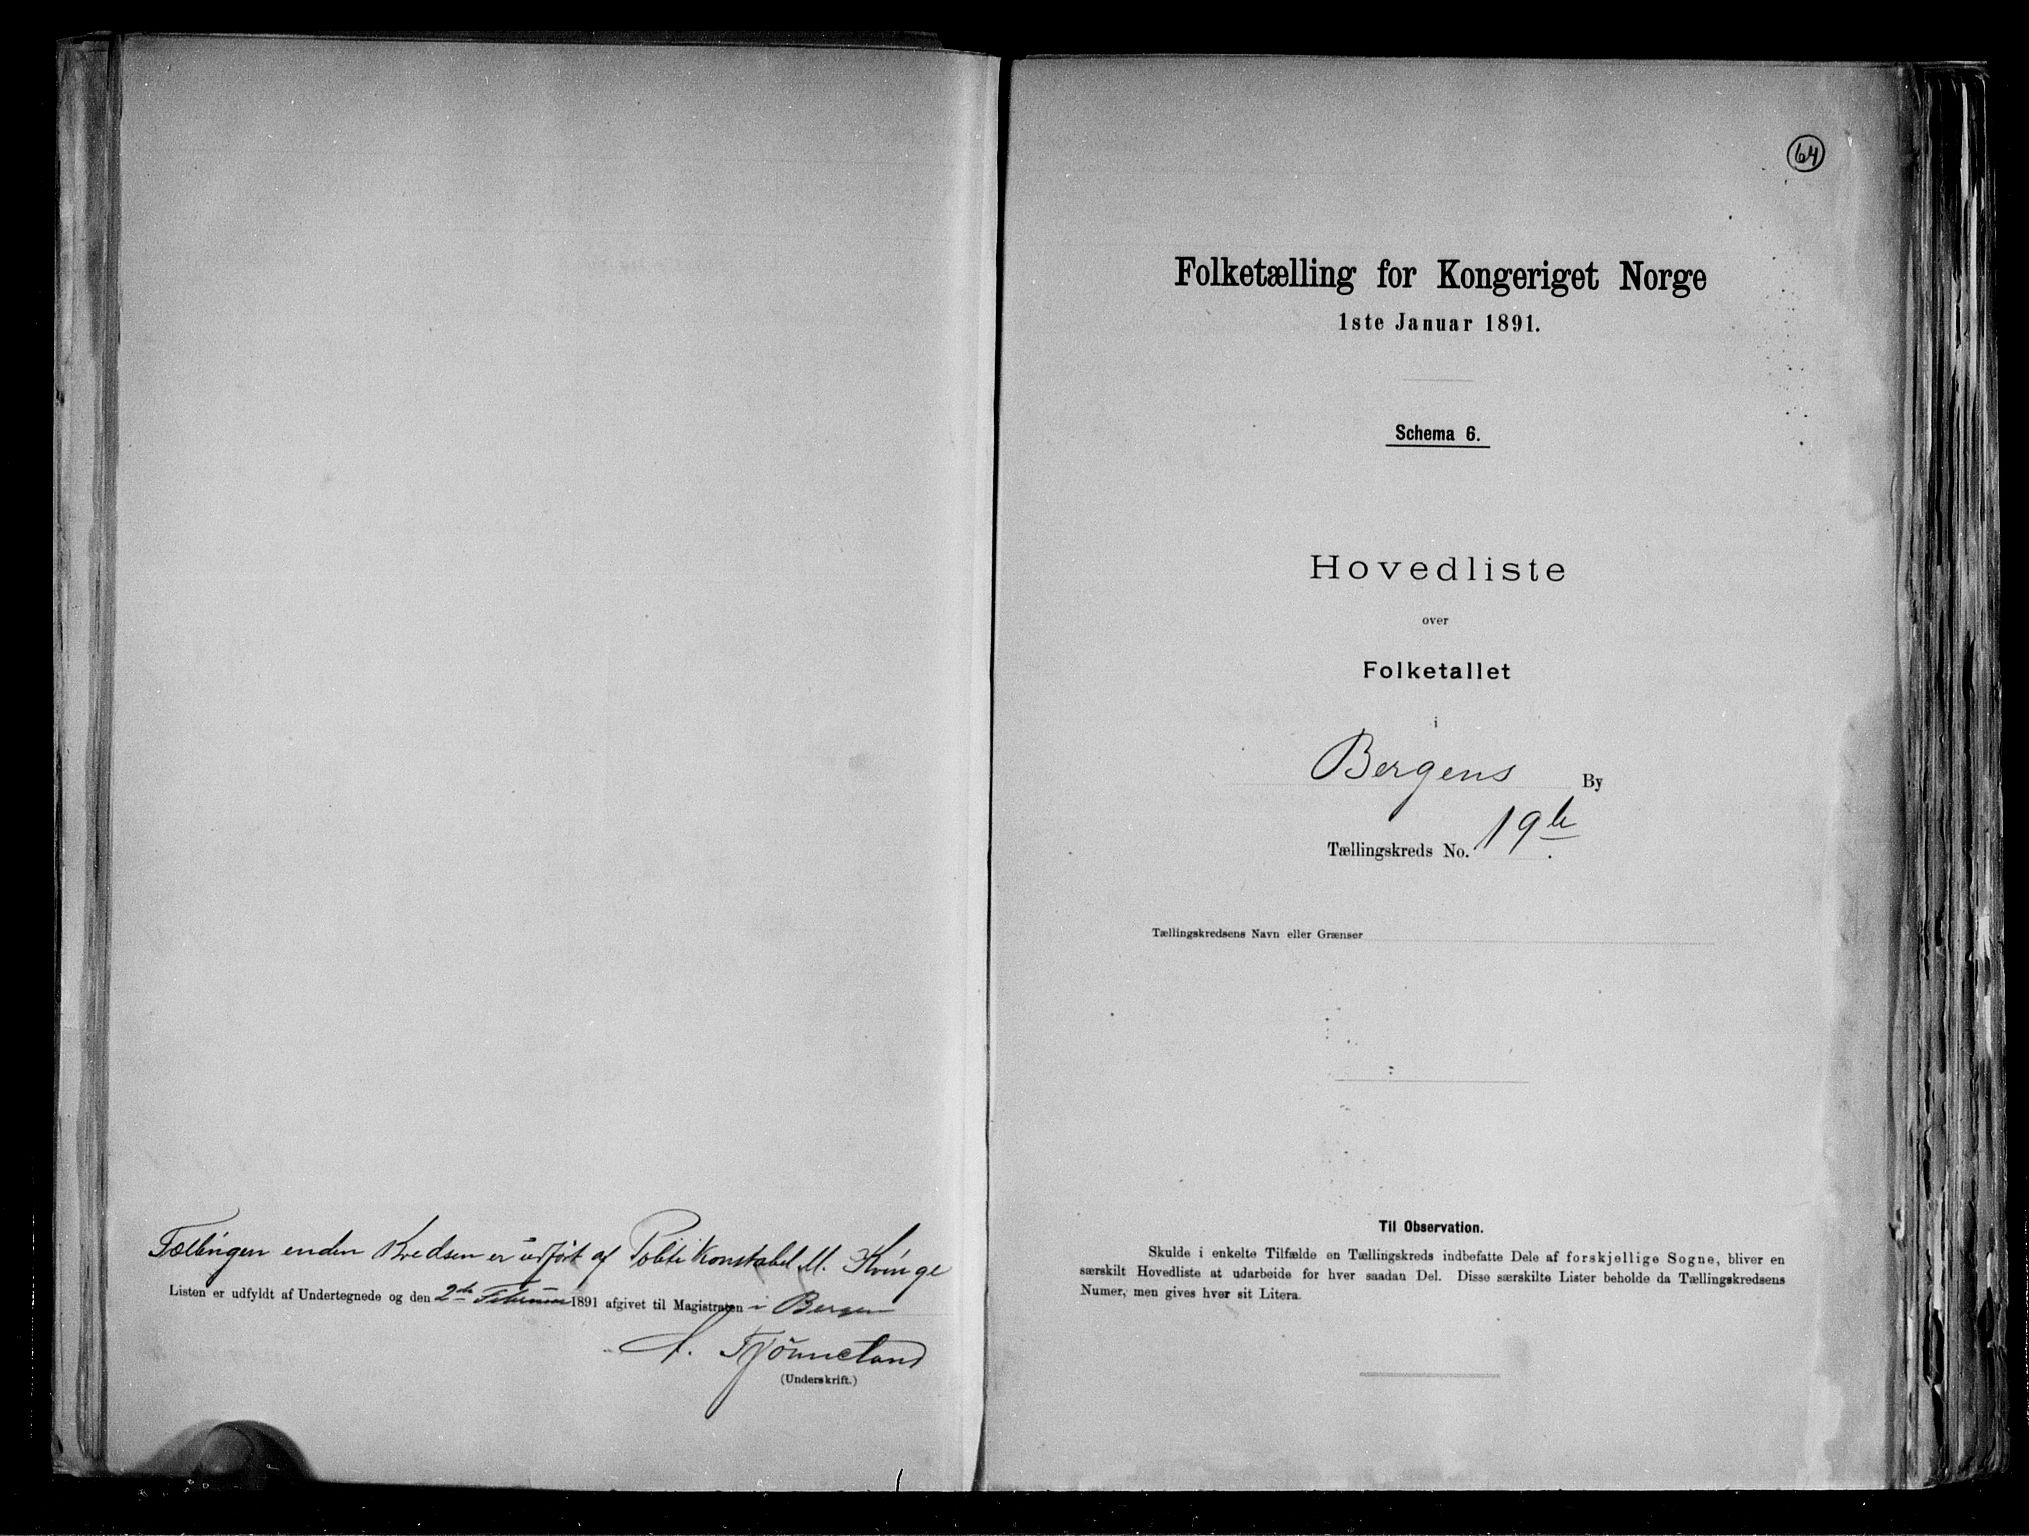 Tællingen enden Kredsen er udført af Politikonstabel M. Kvinge
Listen er udfyldt af Undertegnede og den 2de Februar 1891 afgivet til Magistraten i Bergen
Tjönneland
(Underskrift.)
64
Folketælling for Kongeriget Norge
1ste Januar 1891.
Schema 6.
Hovedliste
over
Folketallet
i
Bergens By
Tællingskreds No. 19b.
Tællingskredsens Navn eller Grænser
Til Observation.
Skulde i enkelte Tilfælde en Tællingskreds indbefatte Dele af forskjellige Sogne, bliver en
særskilt Hovedliste at udarbeide for hver saadan Del. Disse særskilte Lister beholde da Tællingskredsens
Numer, men gives hver sit Litera.